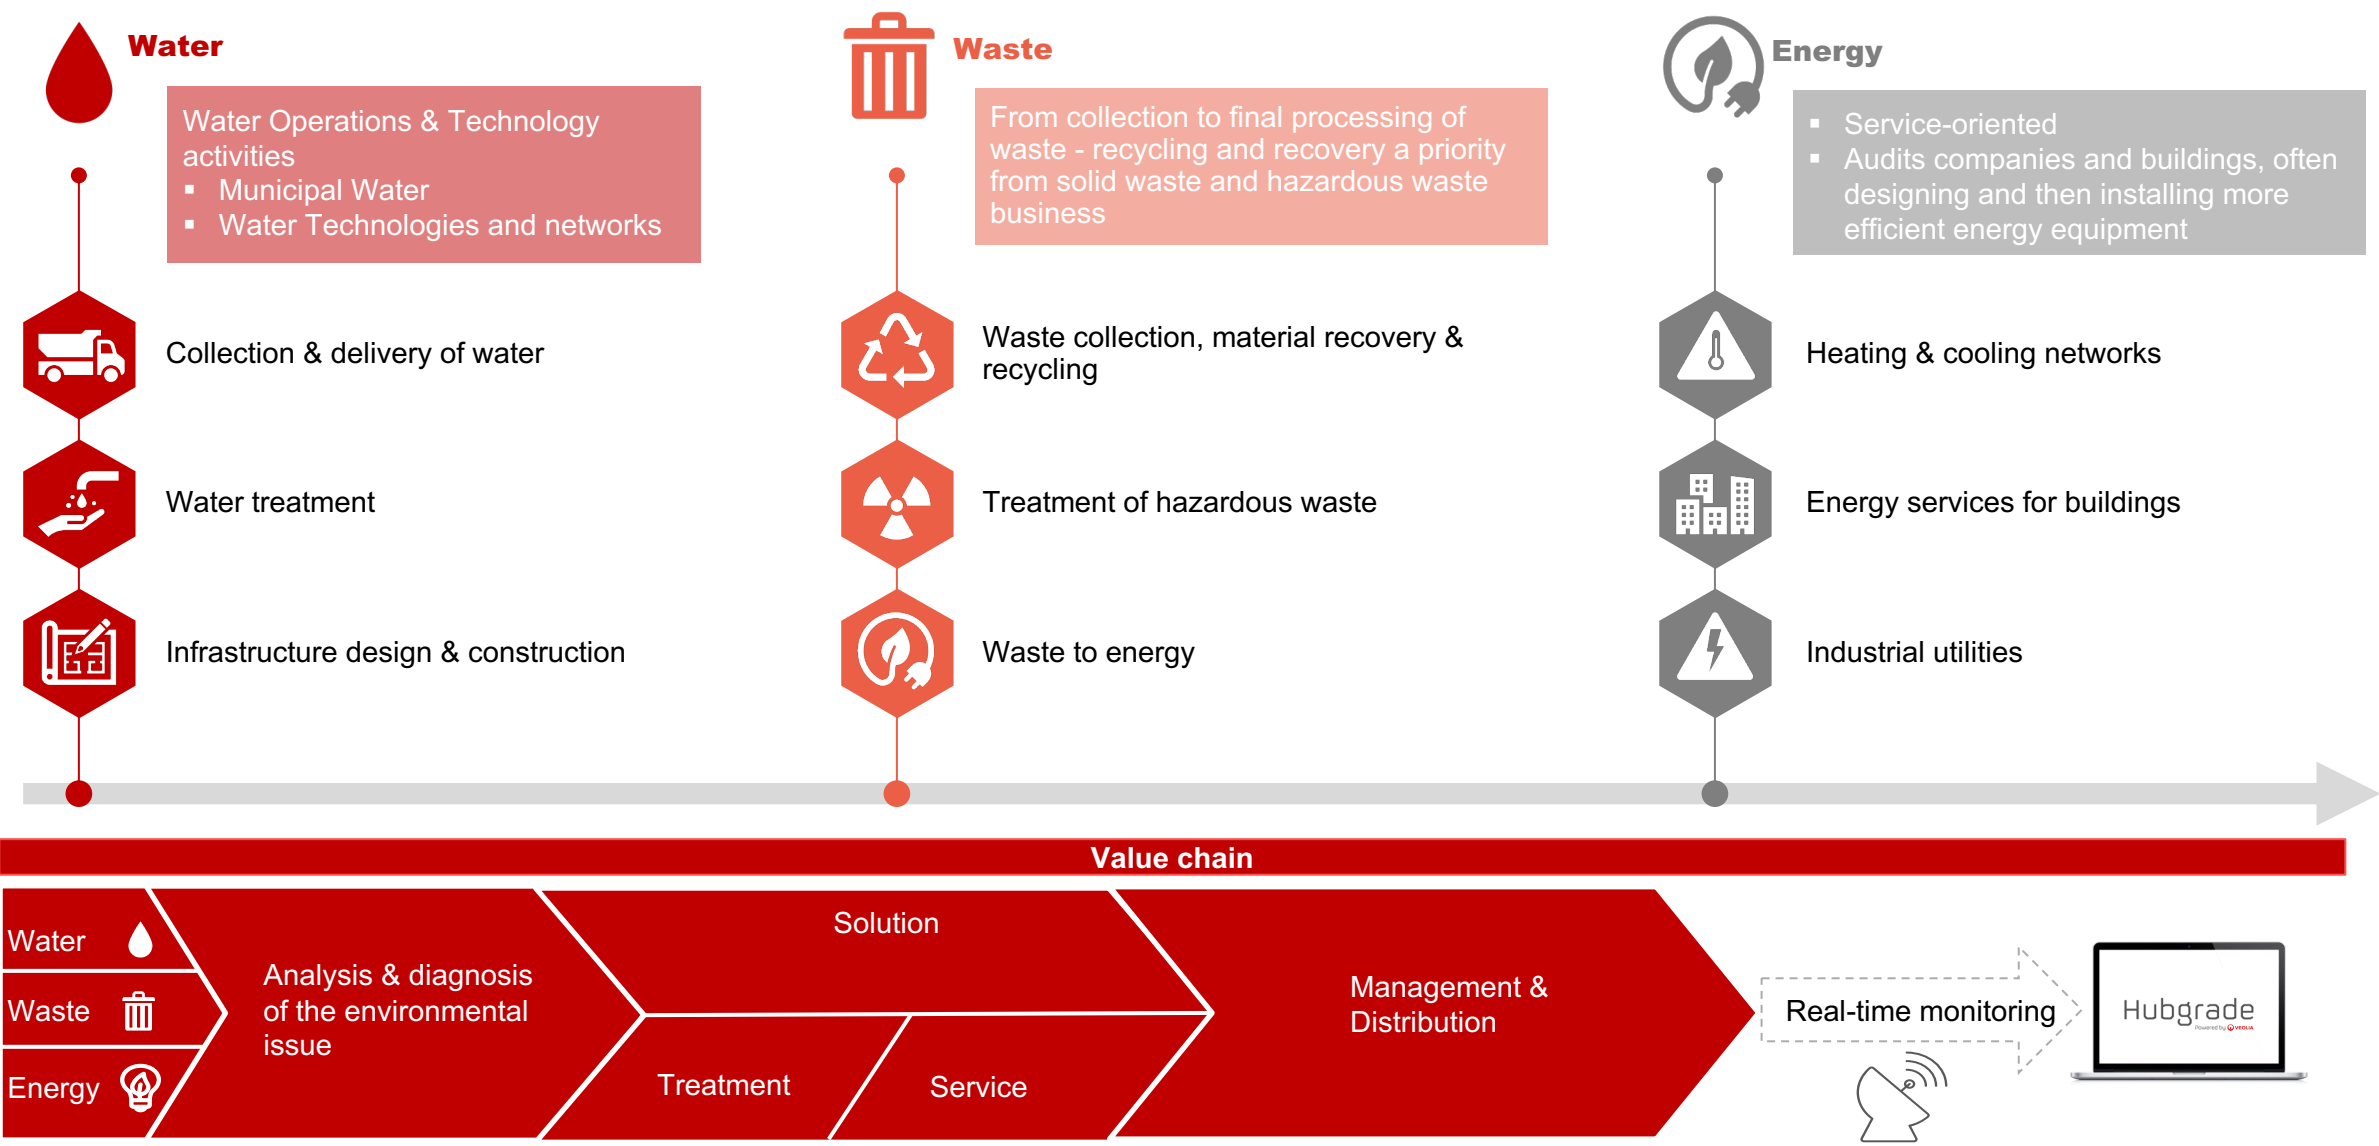 Water
Water Operations & Technology
activities
▪ Municipal Water
▪ Water Technologies and networks
Collection & delivery of water
Water treatment
Infrastructure design & construction
Waste
From collection to final processing of
waste - recycling and recovery a priority
from solid waste and hazardous waste
business
Waste collection, material recovery &
recycling
Treatment of hazardous waste
Waste to energy
Energy
▪ Service-oriented
▪ Audits companies and buildings, often
designing and then installing more
efficient energy equipment
Heating & cooling networks
Energy services for buildings
Industrial utilities
Value chain
Water
Waste
Energy
Analysis & diagnosis
of the environmental
issue
Solution
Treatment
Service
Management &
Distribution
Real-time monitoring
Hubgrade
Powered by VEOLIA